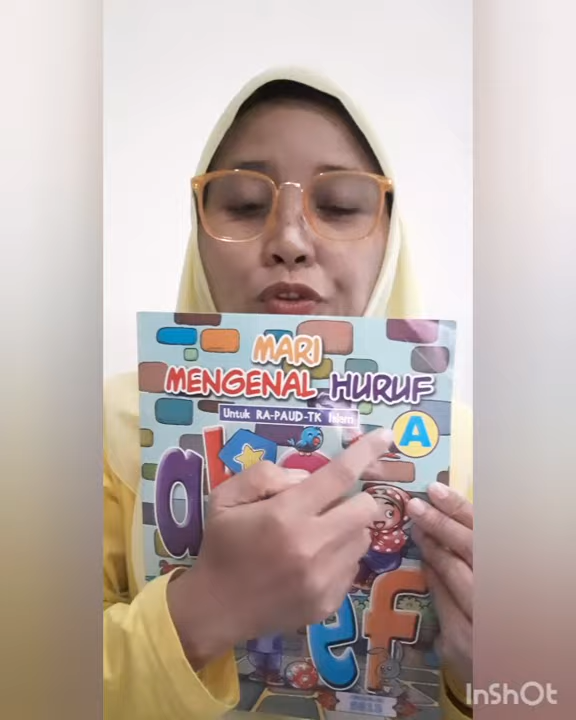 MARI
MENGENAL HURUF
Untuk RA-PAUD-TK Islam
A
a
e
f
InShOt